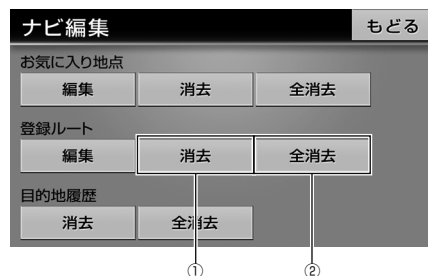 ナビ編集 もどる
お気に入り地点
編集 消去 全消去
登録ルート
編集 消去 全消去
目的地履歴
消去 全消去
① ②